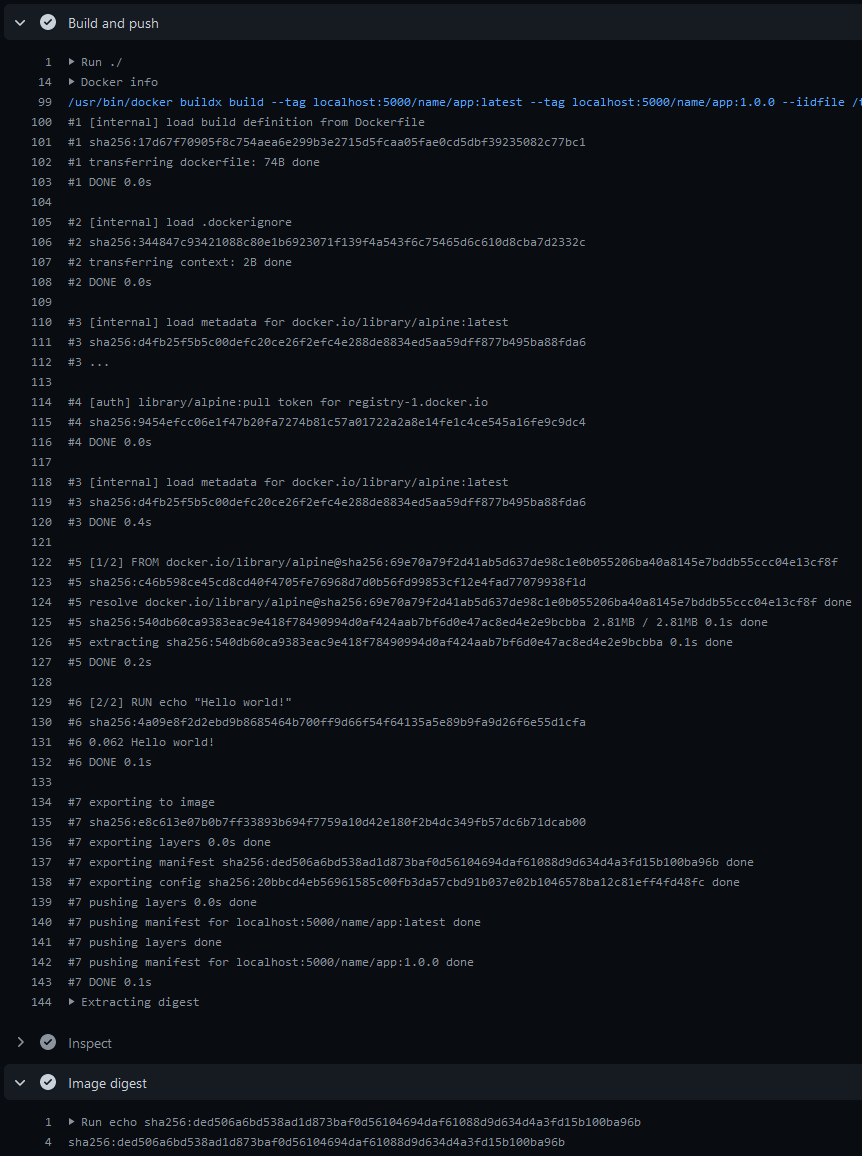 Build and push
1 Run ./
14 Docker info
99 /usr/bin/docker buildx build --tag localhost:5000/name/app:latest --tag localhost:5000/name/app:1.0.0 --iidfile /
100 #1 [internal] load build definition from Dockerfile
101 #1 sha256:17d67f70905f8c754aea6e299b3e2715d5fcaa05fae0cd5dbf39235082c77bc1
102 #1 transferring dockerfile: 74B done
103 #1 DONE 0.0s
104
105 #2 [internal] load .dockerignore
106 #2 sha256:344847c93421088c80e1b6923071f139f4a543f6c75465d6c610d8cba7d2332c
107 #2 transferring context: 2B done
108 #2 DONE 0.0s
109
110 #3 [internal] load metadata for docker.io/library/alpine:latest
111 #3 sha256:d4fb25f5b5c00defc20ce26f2efc4e288de8834ed5aa59dff877b495ba88fda6
112 #3 ...
113
114 #4 [auth] library/alpine:pull token for registry-1.docker.io
115 #4 sha256:9454efcc06e1f47b20fa7274b81c57a01722a2a8e14fe1c4ce545a16fe9c9dc4
116 #4 DONE 0.0s
117
118 #3 [internal] load metadata for docker.io/library/alpine:latest
119 #3 sha256:d4fb25f5b5c00defc20ce26f2efc4e288de8834ed5aa59dff877b495ba88fda6
120 #3 DONE 0.4s
121
122 #5 [1/2] FROM docker.io/library/alpine@sha256:69e70a79f2d41ab5d637de98c1e0b055206ba40a8145e7bddb55ccc04e13cf8f
123 #5 sha256:c46b598ce45cd8cd40f4705fe76968d7d0b56fd99853cf12e4fad77079938f1d
124 #5 resolve docker.io/library/alpine@sha256:69e70a79f2d41ab5d637de98c1e0b055206ba40a8145e7bddb55ccc04e13cf8f done
125 #5 sha256:540db60ca9383eac9e418f78490994d0af424aab7bf6d0e47ac8ed4e2e9bcbba 2.81MB / 2.81MB 0.1s done
126 #5 extracting sha256:540db60ca9383eac9e418f78490994d0af424aab7bf6d0e47ac8ed4e2e9bcbba 0.1s done
127 #5 DONE 0.2s
128
129 #6 [2/2] RUN echo "Hello world!"
130 #6 sha256:4a09e8f2d2ebd9b8685464b700ff9d66f54f64135a5e89b9fa9d26f6e55d1cfa
131 #6 0.062 Hello world!
132 #6 DONE 0.1s
133
134 #7 exporting to image
135 #7 sha256:e8c613e07b0b7ff33893b694f7759a10d42e180f2b4dc349fb57dc6b71dcab00
136 #7 exporting layers 0.0s done
137 #7 exporting manifest sha256:ded506a6bd538ad1d873baf0d56104694daf61088d9d634d4a3fd15b100ba96b done
138 #7 exporting config sha256:20bbcd4eb56961585c00fb3da57cbd91b037e02b1046578ba12c81eff4fd48fc done
139 #7 pushing layers 0.0s done
140 #7 pushing manifest for localhost:5000/name/app:latest done
141 #7 pushing layers done
142 #7 pushing manifest for localhost:5000/name/app:1.0.0 done
143 #7 DONE 0.1s
144 Extracting digest
Inspect
Image digest
1 Run echo sha256:ded506a6bd538ad1d873baf0d56104694daf61088d9d634d4a3fd15b100ba96b
4 sha256:ded506a6bd538ad1d873baf0d56104694daf61088d9d634d4a3fd15b100ba96b